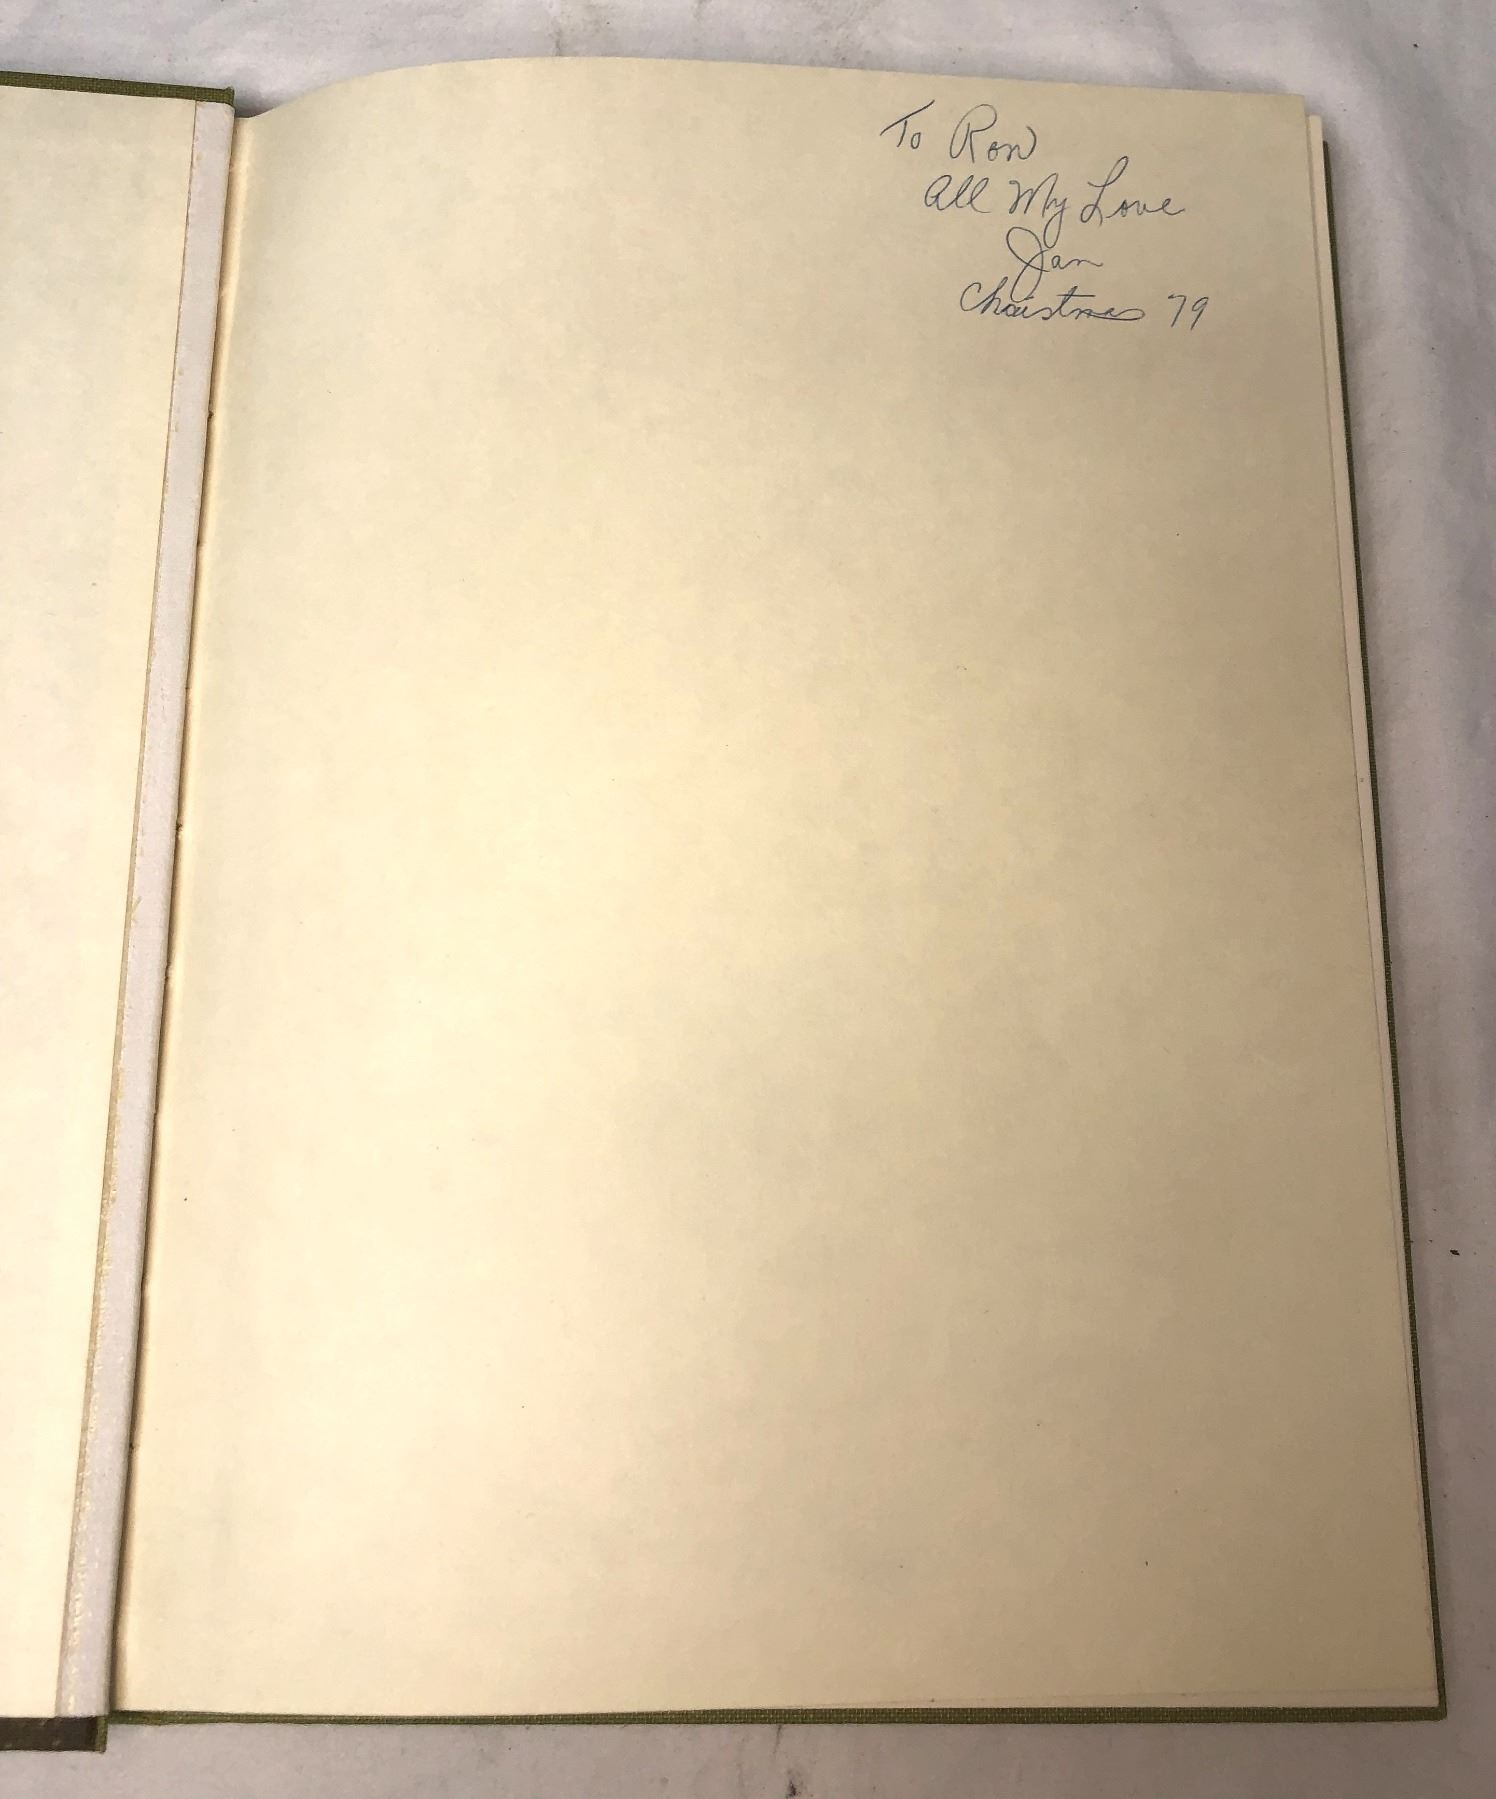 To Ron
All My Love
Jan
Christmas 79